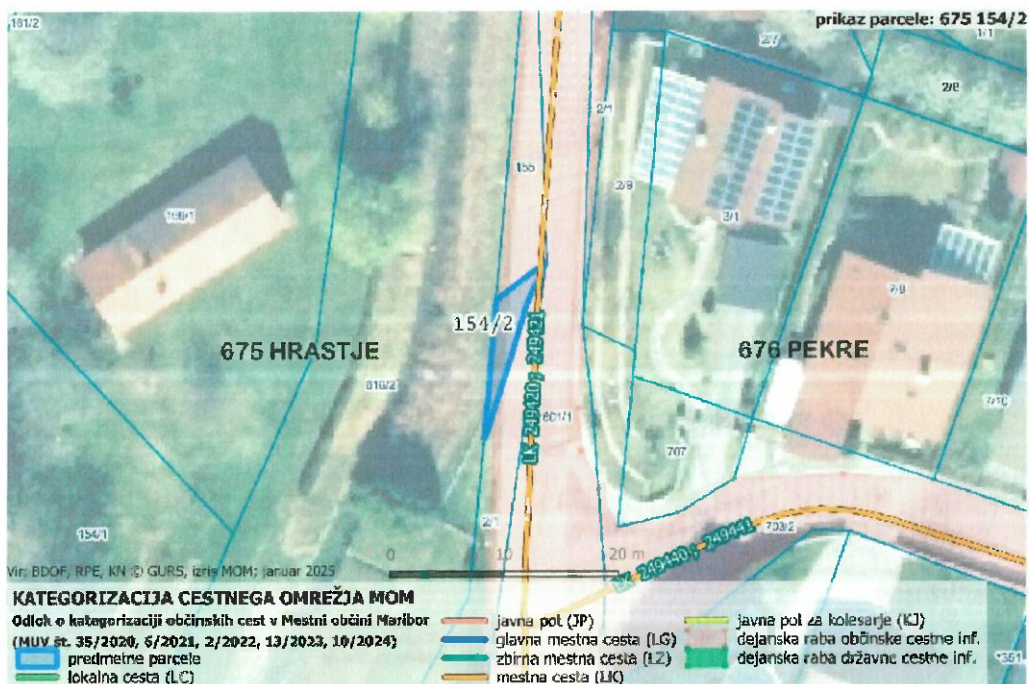 prikaz parcele: 675 154/2
181/2
2/7
1/1
2/8
2/1
155
2/9
3/1
199/1
7/9
154/2
675 HRASTJE
676 PEKRE
LK 249420; 249421
816/2
601/1
7/10
707
2/1
703/2
154/1
LK 249440; 249441
0 10 20 m
Vir: BDOF, RPE, KN © GURS, izris MOM; januar 2025
KATEGORIZACIJA CESTNEGA OMREŽJA MOM
Odlok o kategorizaciji občinskih cest v Mestni občini Maribor
(MUV št. 35/2020, 6/2021, 2/2022, 13/2023, 10/2024)
predmetne parcele
lokalna cesta (LC)
javna pot (JP)
glavna mestna cesta (LG)
zbirna mestna cesta (LZ)
mestna cesta (LK)
javna pot za kolesarje (KJ)
dejanska raba občinske cestne inf.
dejanska raba državne cestne inf.